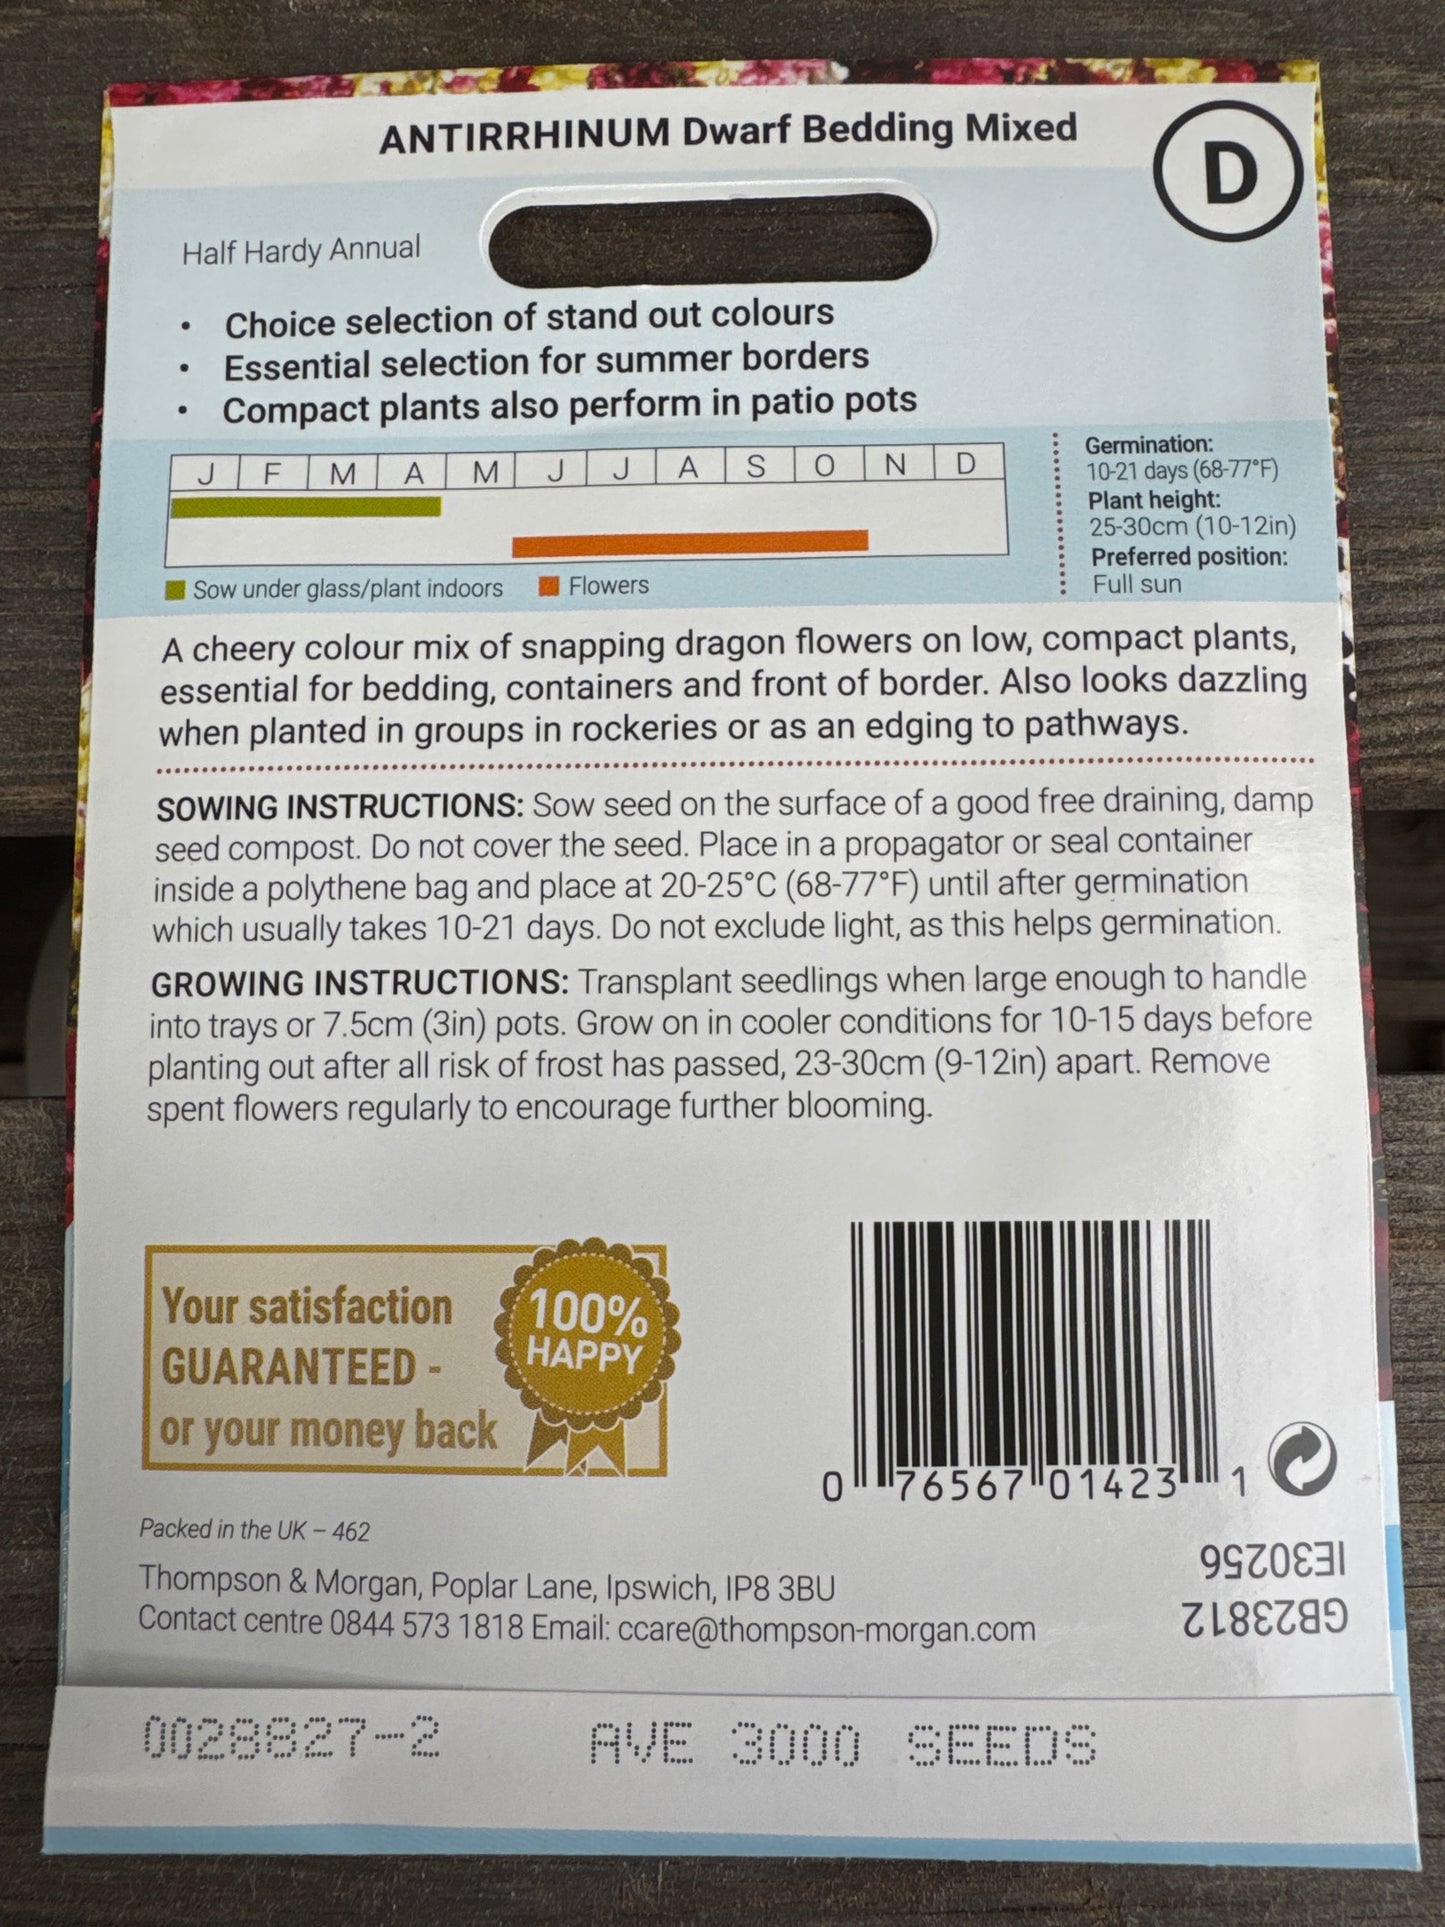 ANTIRRHINUM Dwarf Bedding Mixed
D
Half Hardy Annual
• Choice selection of stand out colours
• Essential selection for summer borders
• Compact plants also perform in patio pots
J F M A M J J A S O N D
Sow under glass/plant indoors Flowers
Germination:
10-21 days (68-77°F)
Plant height:
25-30cm (10-12in)
Preferred position:
Full sun
A cheery colour mix of snapping dragon flowers on low, compact plants,
essential for bedding, containers and front of border. Also looks dazzling
when planted in groups in rockeries or as an edging to pathways.
SOWING INSTRUCTIONS: Sow seed on the surface of a good free draining, damp
seed compost. Do not cover the seed. Place in a propagator or seal container
inside a polythene bag and place at 20-25°C (68-77°F) until after germination
which usually takes 10-21 days. Do not exclude light, as this helps germination.
GROWING INSTRUCTIONS: Transplant seedlings when large enough to handle
into trays or 7.5cm (3in) pots. Grow on in cooler conditions for 10-15 days before
planting out after all risk of frost has passed, 23-30cm (9-12in) apart. Remove
spent flowers regularly to encourage further blooming.
Your satisfaction
GUARANTEED -
or your money back
100%
HAPPY
0 76567 01423 1
Packed in the UK – 462
Thompson & Morgan, Poplar Lane, Ipswich, IP8 3BU
Contact centre 0844 573 1818 Email: ccare@thompson-morgan.com
GB23812
IE30256
0028827-2 AVE 3000 SEEDS